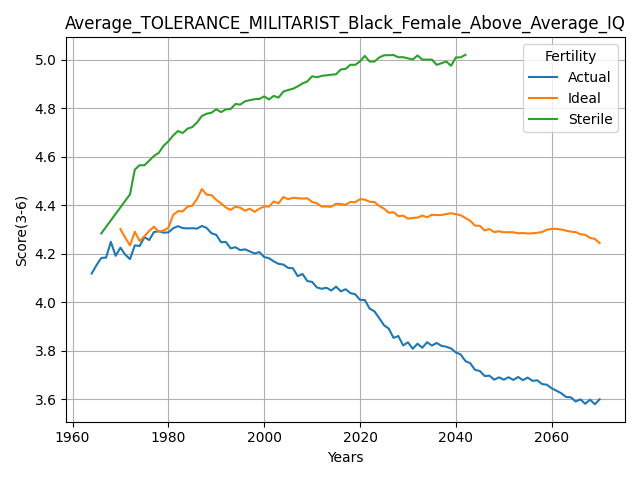 Average_TOLERANCE_MILITARIST_Black_Female_Above_Average_IQ
Fertility
Actual
Ideal
Sterile
Score(3-6)
5.0
4.8
4.6
4.4
4.2
4.0
3.8
3.6
1960
1980
2000
2020
2040
2060
Years